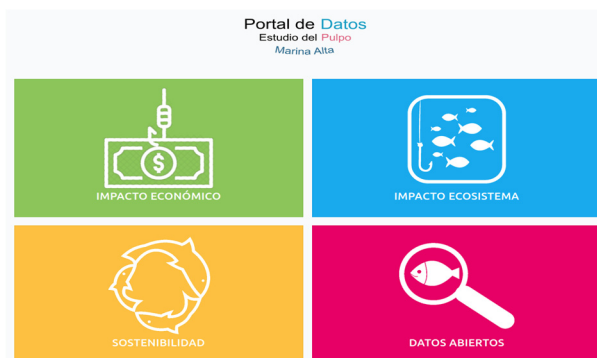 Portal de Datos
Estudio del Pulpo
Marina Alta
$
IMPACTO ECONÓMICO
IMPACTO ECOSISTEMA
SOSTENIBILIDAD
DATOS ABIERTOS